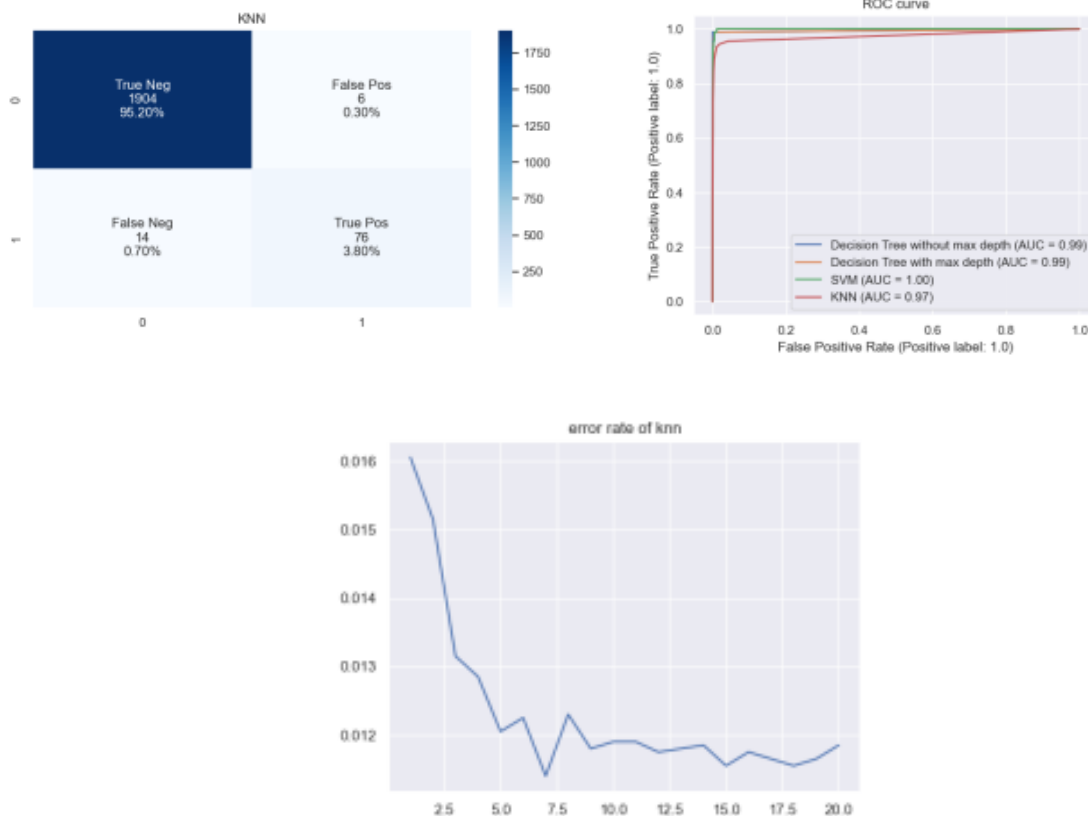 KNN
True Neg
1904
95.20%
False Pos
6
0.30%
False Neg
14
0.70%
True Pos
76
3.80%
0
1
0
1
1750
1500
1250
1000
750
500
250
ROC curve
True Positive Rate (Positive label: 1.0)
1.0
0.8
0.6
0.4
0.2
0.0
Decision Tree without max depth (AUC = 0.99)
Decision Tree with max depth (AUC = 0.99)
SVM (AUC = 1.00)
KNN (AUC = 0.97)
0.0 0.2 0.4 0.6 0.8 1.0
False Positive Rate (Positive label: 1.0)
error rate of knn
0.016
0.015
0.014
0.013
0.012
2.5 5.0 7.5 10.0 12.5 15.0 17.5 20.0